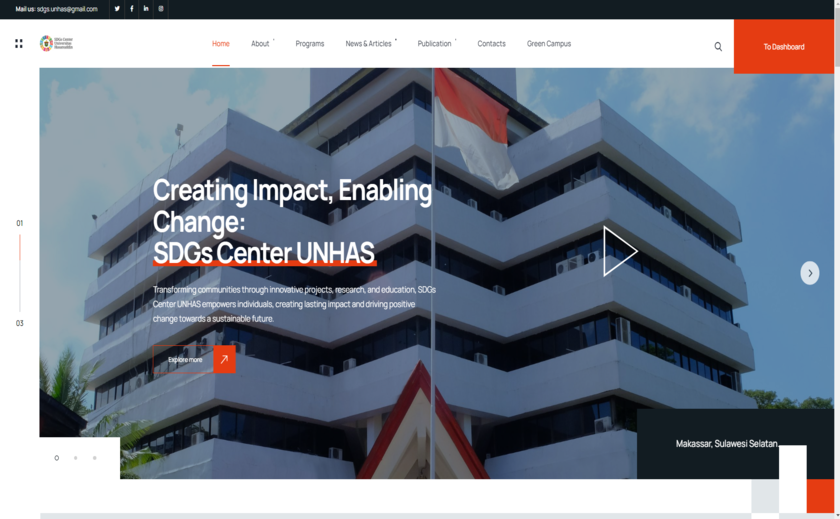 Mail us: sdgs.unhas@gmail.com
SDGs Center
Universitas
Hasanuddin
Home
About
Programs
News & Articles
Publication
Contacts
Green Campus
To Dashboard
Creating Impact, Enabling
Change:
SDGs Center UNHAS
01
Transforming communities through innovative projects, research, and education, SDGs
Center UNHAS empowers individuals, creating lasting impact and driving positive
change towards a sustainable future.
03
Explore more
Makassar, Sulawesi Selatan